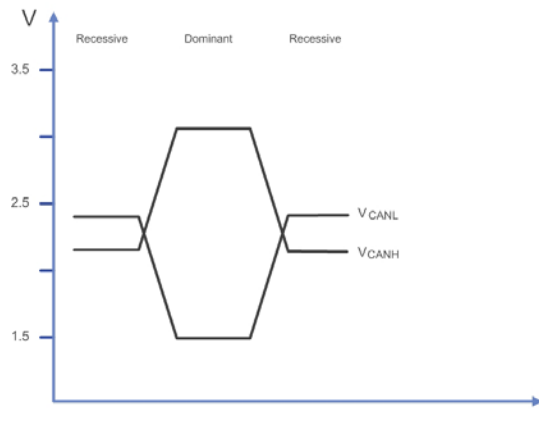 V
Recessive Dominant Recessive
3.5
2.5
VCANL
VCANH
1.5